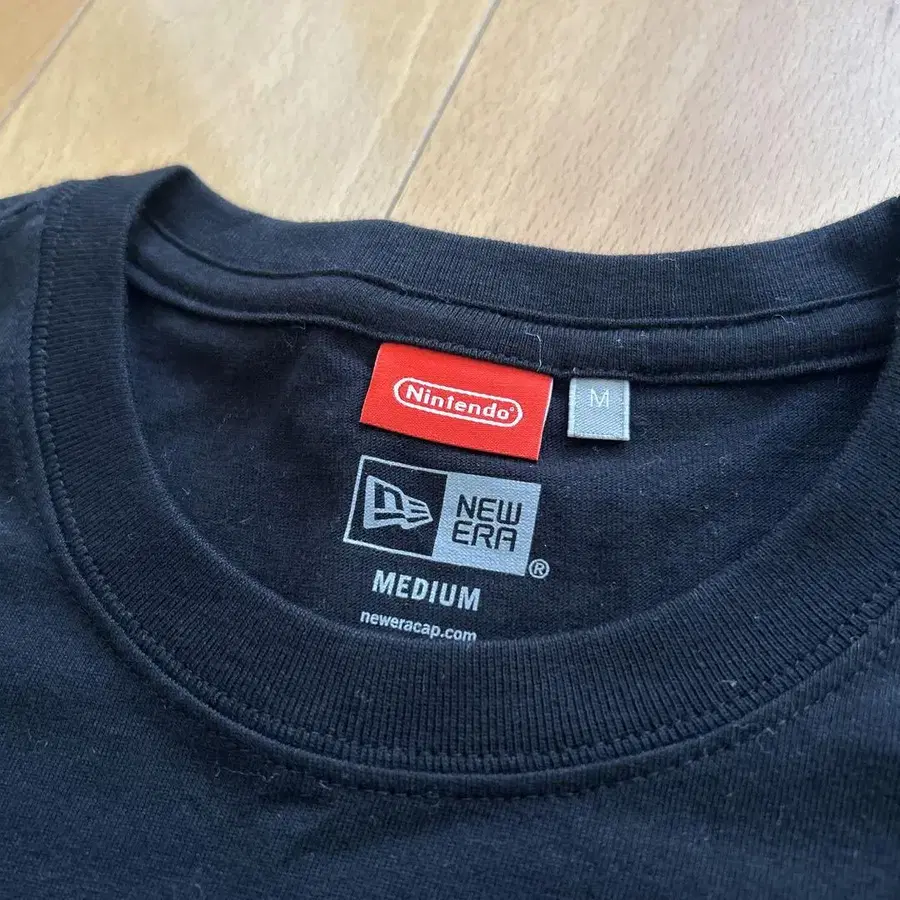 Nintendo®
M
NEW
ERA®
MEDIUM
neweracap.com